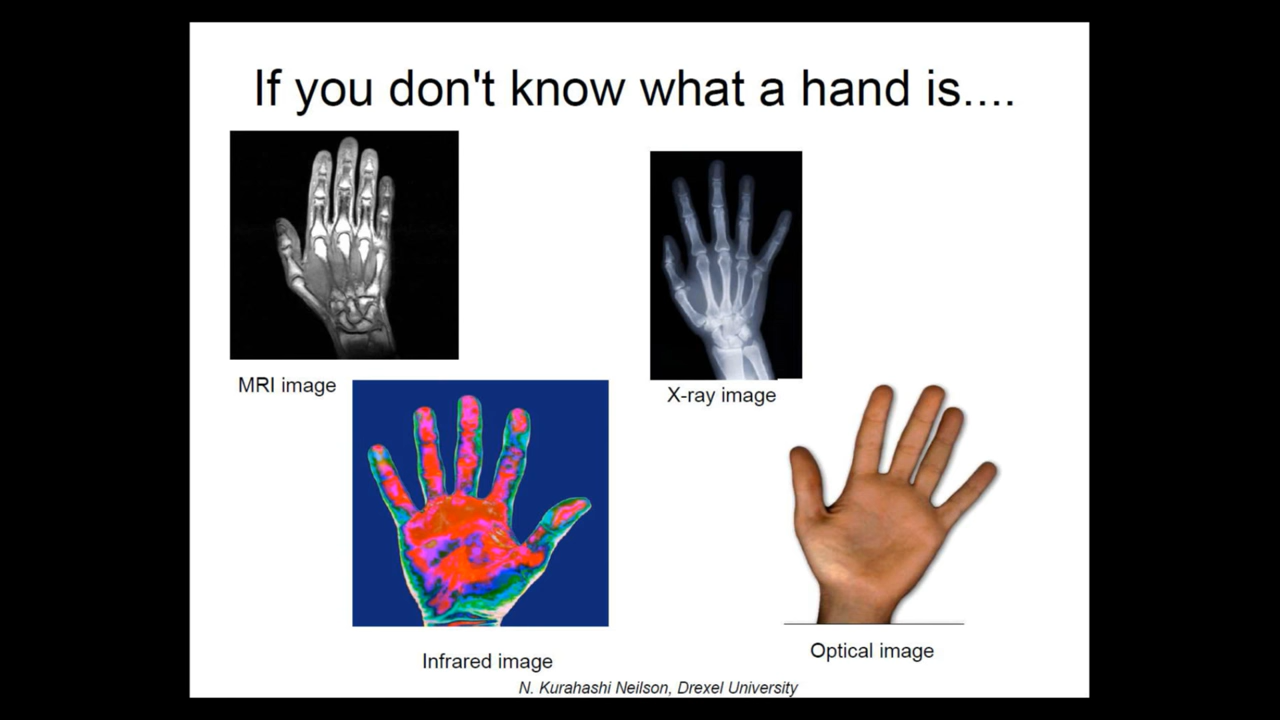 If you don't know what a hand is....
MRI image
X-ray image
Infrared image
Optical image
N. Kurahashi Neilson, Drexel University